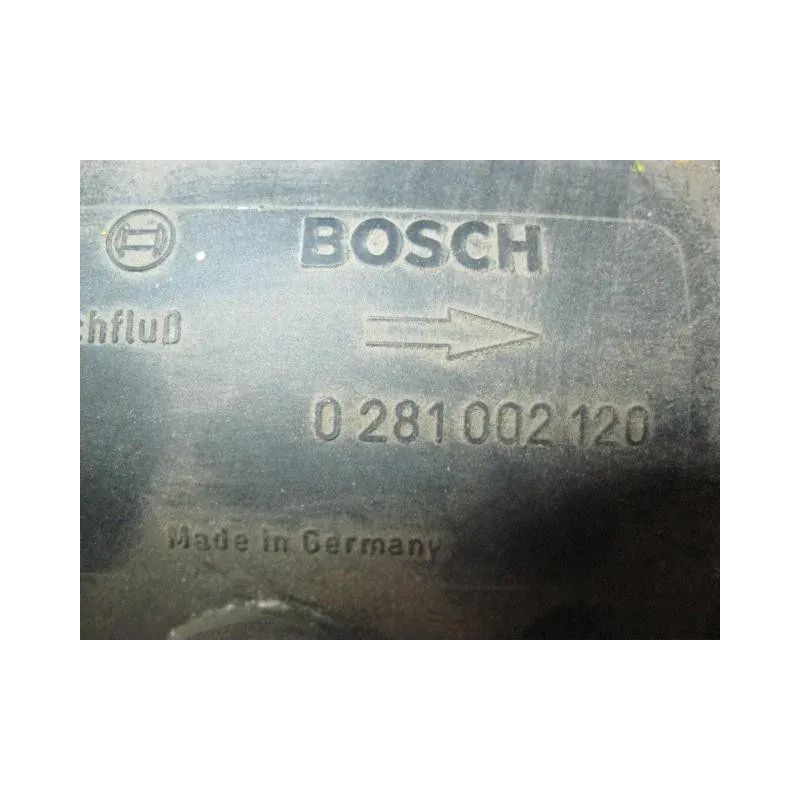 BOSCH
chfluß
0 281 002 120
Made in Germany